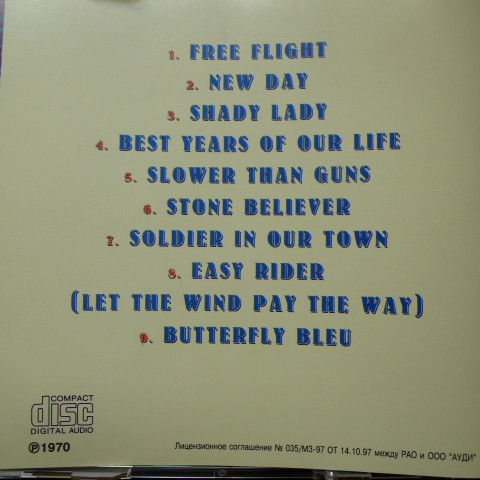 1. FREE FLIGHT
2. NEW DAY
3. SHADY LADY
4. BEST YEARS OF OUR LIFE
5. SLOWER THAN GUNS
6. STONE BELIEVER
7. SOLDIER IN OUR TOWN
8. EASY RIDER
(LET THE WIND PAY THE WAY)
9. BUTTERFLY BLEU
COMPACT
disc
DIGITAL AUDIO
℗1970
Лицензионное соглашение № 035/МЗ-97 ОТ 14.10.97 между РАО и ООО "АУДИ"